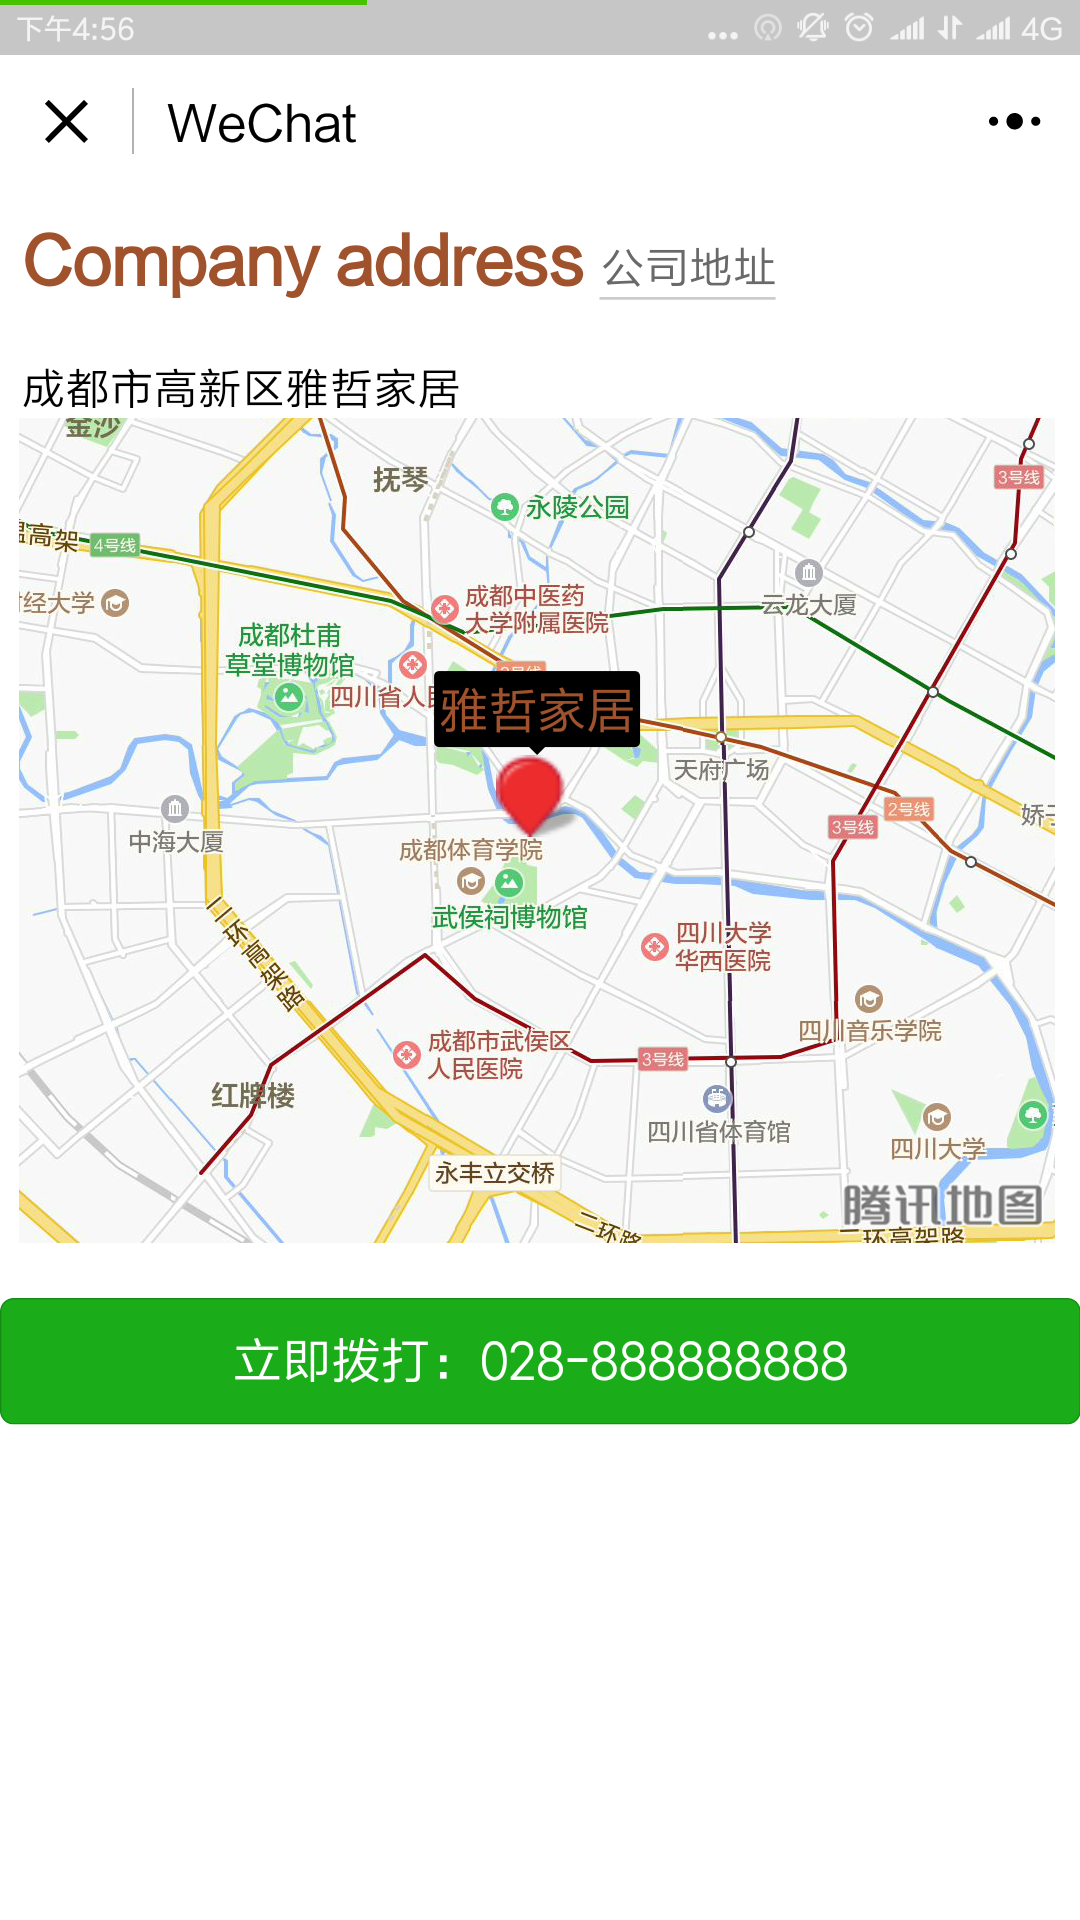 下午4:56
4G
WeChat
Company address 公司地址
成都市高新区雅哲家居
金沙
抚琴
永陵公园
3号线
高架
4号线
经大学
成都中医药
大学附属医院
云龙大厦
成都杜甫
草堂博物馆
四川省人
雅哲家居
天府广场
2号线
3号线
娇子
中海大厦
成都体育学院
武侯祠博物馆
四川大学
华西医院
二环高架路
四川音乐学院
成都市武侯区
人民医院
3号线
红牌楼
四川省体育馆
四川大学
永丰立交桥
腾讯地图
二环路
二环高架路
立即拨打：028-888888888